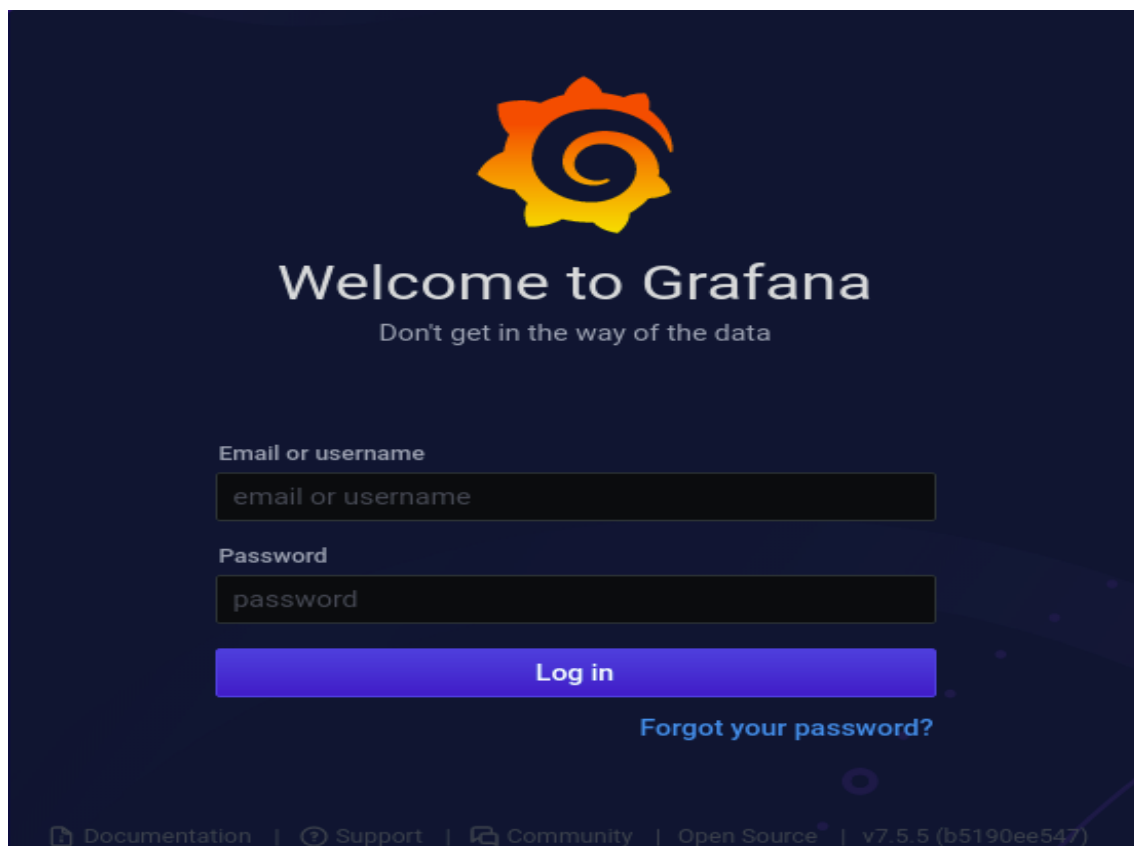 Welcome to Grafana
Don't get in the way of the data
Email or username
email or username
Password
password
Log in
Forgot your password?
Documentation | Support | Community | Open Source | v7.5.5 (b5190ee547)